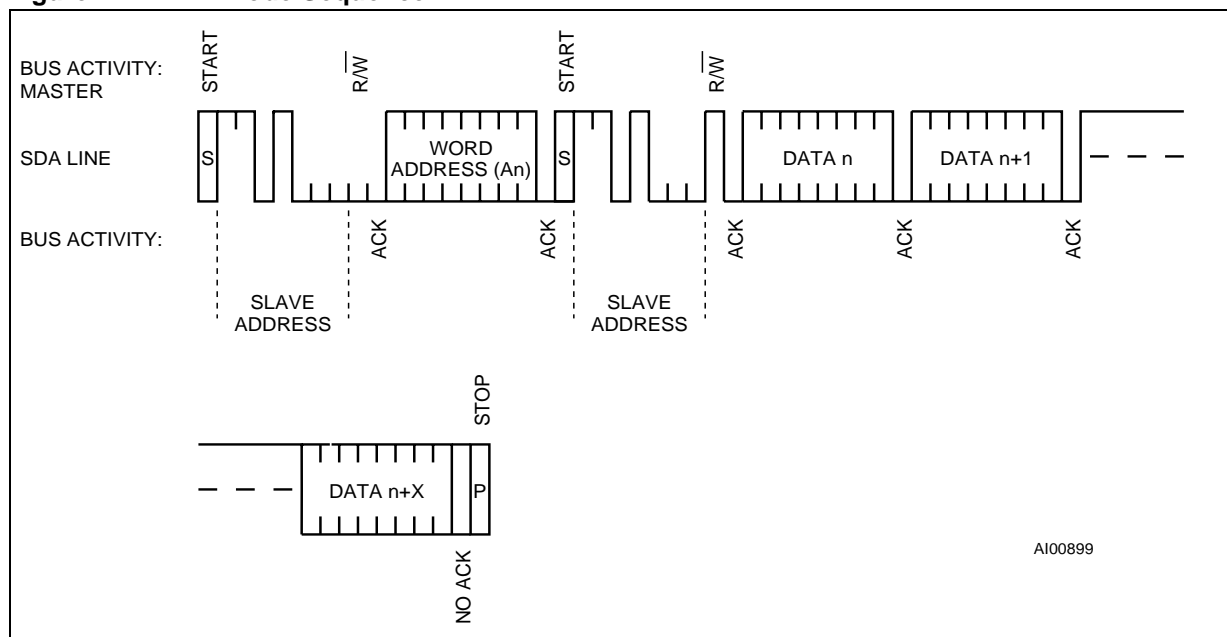 BUS ACTIVITY:
MASTER
START
R/W
START
R/W
SDA LINE
S
WORD
ADDRESS (An)
S
DATA n
DATA n+1
BUS ACTIVITY:
ACK
ACK
ACK
ACK
ACK
SLAVE
ADDRESS
SLAVE
ADDRESS
STOP
DATA n+X
P
NO ACK
AI00899